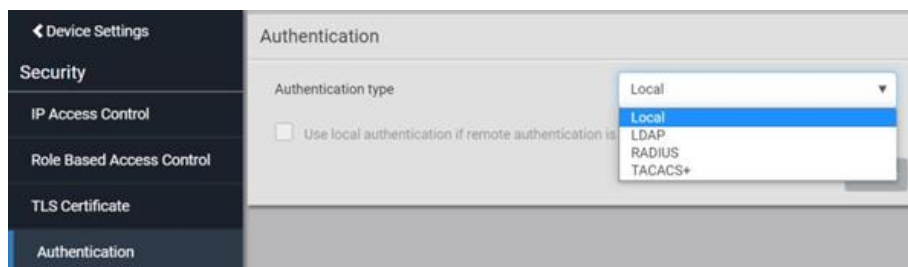 Device Settings
Security
IP Access Control
Role Based Access Control
TLS Certificate
Authentication
Authentication
Authentication type
Local
Use local authentication if remote authentication is
Local
LDAP
RADIUS
TACACS+